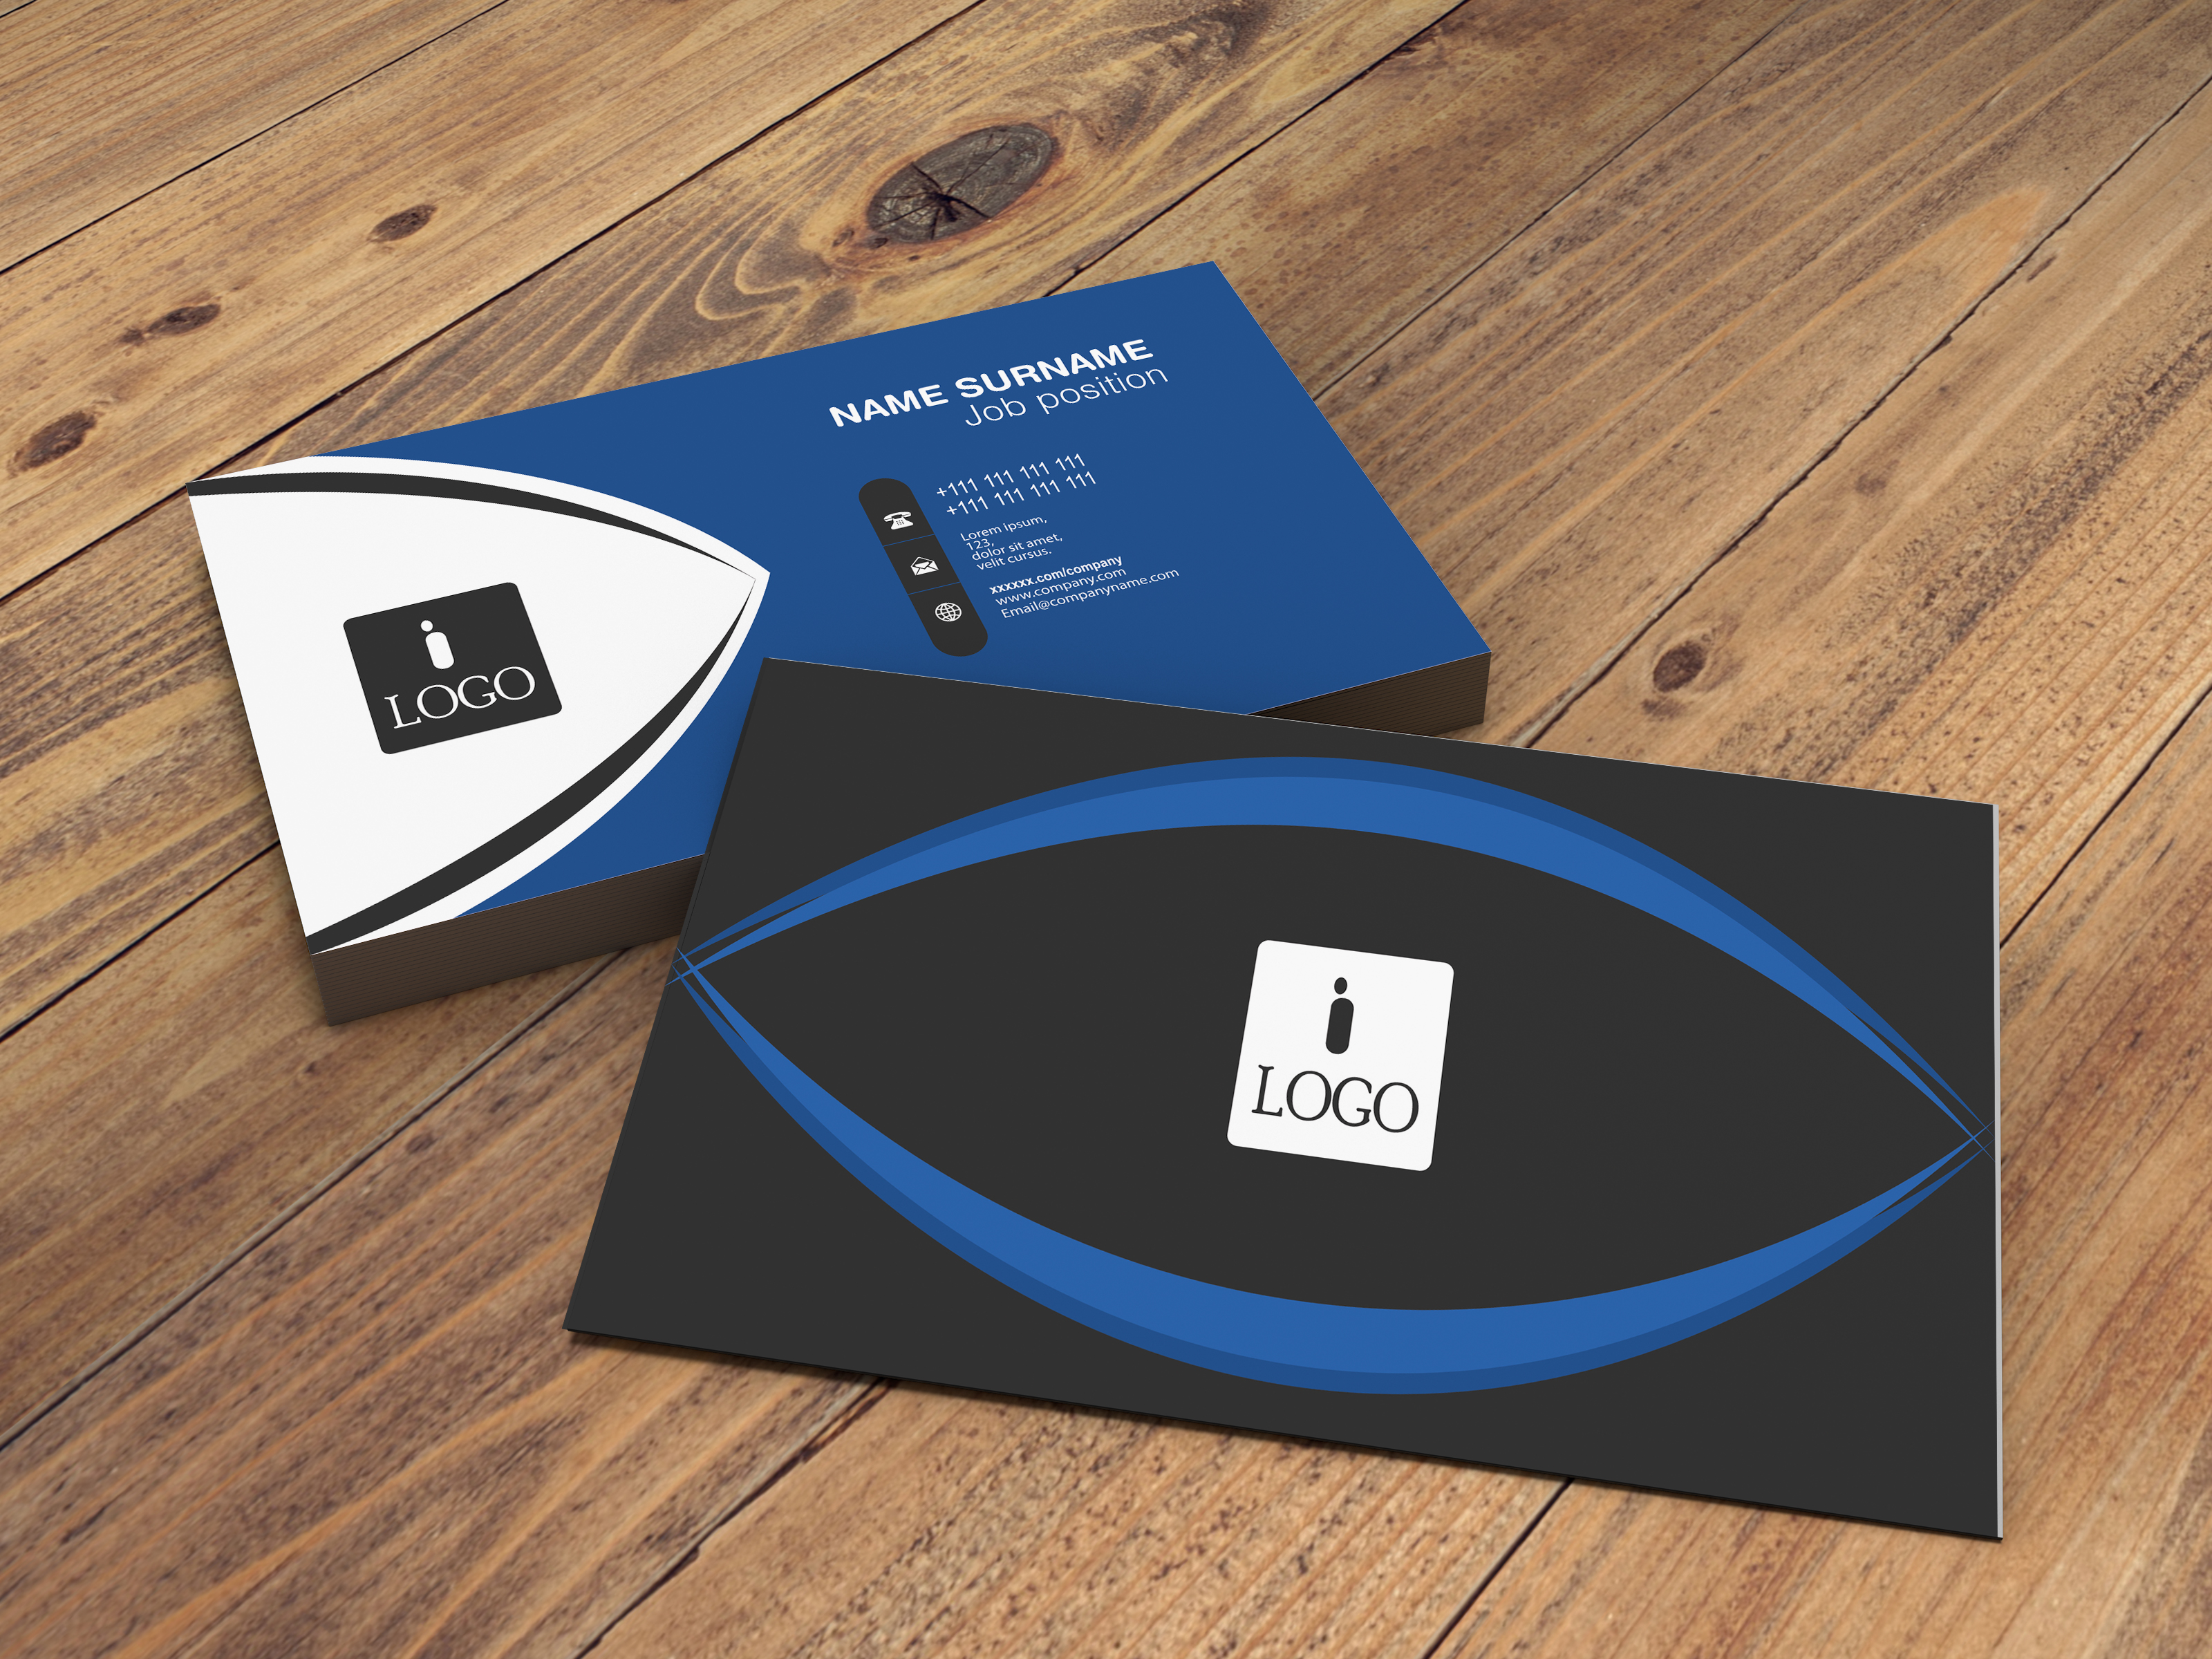 NAME SURNAME
Job position
+111 111 111 111
+111 111 111 111
Lorem ipsum,
123,
dolor sit amet,
velit cursus.
xxxxxx.com/company
www.company.com
Email@companyname.com
i
LOGO
i
LOGO